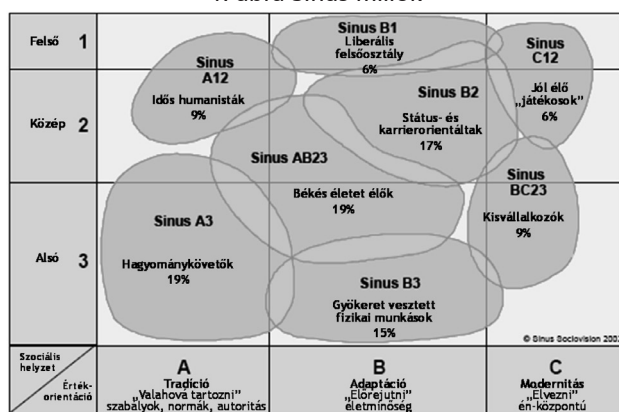 Felső 1
Közép 2
Alsó 3
Sinus
A12
Idős humanisták
9%
Sinus B1
Liberális
felsőosztály
6%
Sinus
C12
Jól élő
„játékosok”
6%
Sinus B2
Státus- és
karrierorientáltak
17%
Sinus AB23
Békés életet élők
19%
Sinus
BC23
Kisvállalkozók
9%
Sinus A3
Hagyománykövetők
19%
Sinus B3
Gyökeret vesztett
fizikai munkások
15%
Szociális
helyzet
Érték-
orientáció
A
Tradíció
„Valahová tartozni”
szabályok, normák, autoritás
B
Adaptáció
„Előrejutni”
életminőség
C
Modernitás
„Élvezni”
én-központú